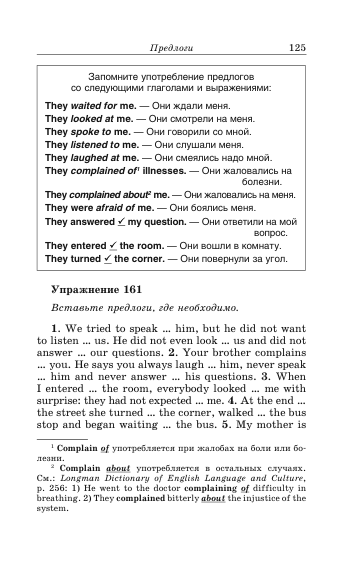 Предлоги 125
Запомните употребление предлогов
со следующими глаголами и выражениями:
They waited for me. — Они ждали меня.
They looked at me. — Они смотрели на меня.
They spoke to me. — Они говорили со мной.
They listened to me. — Они слушали меня.
They laughed at me. — Они смеялись надо мной.
They complained of¹ illnesses. — Они жаловались на
болезни.
They complained about² me. — Они жаловались на меня.
They were afraid of me. — Они боялись меня.
They answered ✓ my question. — Они ответили на мой
вопрос.
They entered ✓ the room. — Они вошли в комнату.
They turned ✓ the corner. — Они повернули за угол.
Упражнение 161
Вставьте предлоги, где необходимо.
1. We tried to speak ... him, but he did not want
to listen ... us. He did not even look ... us and did not
answer ... our questions. 2. Your brother complains
... you. He says you always laugh ... him, never speak
... him and never answer ... his questions. 3. When
I entered ... the room, everybody looked ... me with
surprise: they had not expected ... me. 4. At the end ...
the street she turned ... the corner, walked ... the bus
stop and began waiting ... the bus. 5. My mother is
¹ Complain of употребляется при жалобах на боли или бо-
лезни.
² Complain about употребляется в остальных случаях.
См.: Longman Dictionary of English Language and Culture,
p. 256: 1) He went to the doctor complaining of difficulty in
breathing. 2) They complained bitterly about the injustice of the
system.